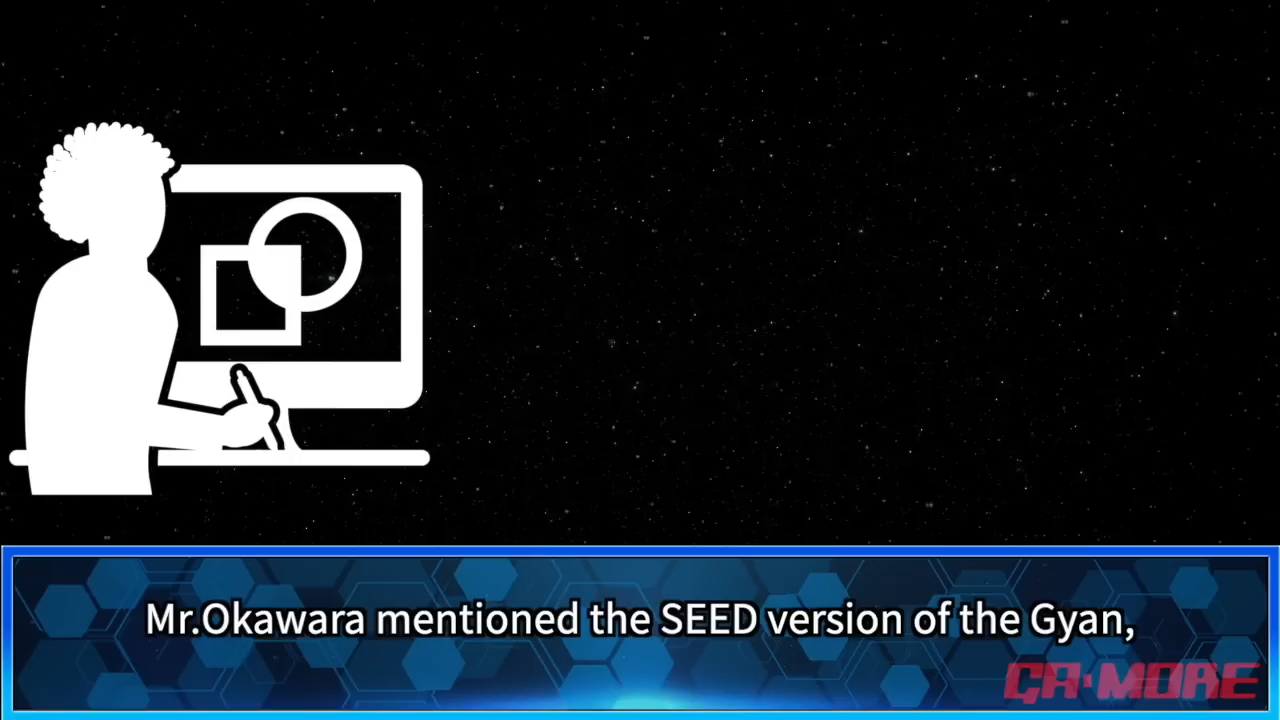 Mr.Okawara mentioned the SEED version of the Gyan,
GA·MORE